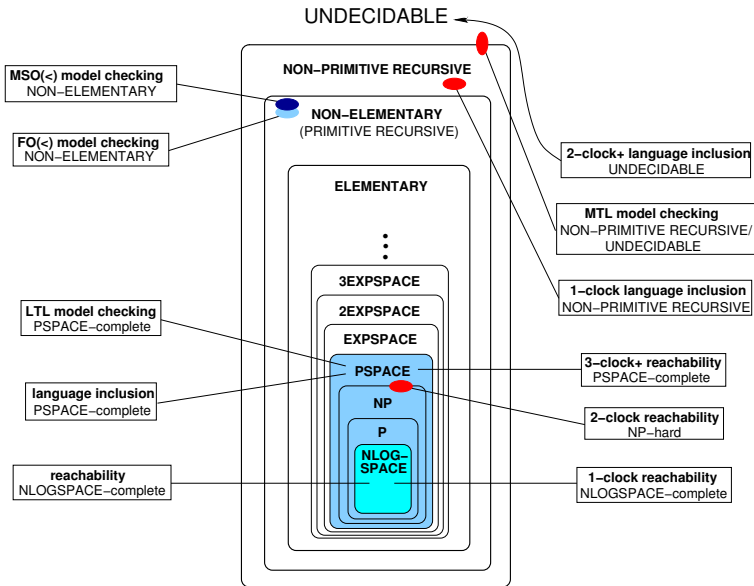 UNDECIDABLE
NON−PRIMITIVE RECURSIVE
NON−ELEMENTARY
(PRIMITIVE RECURSIVE)
ELEMENTARY
3EXPSPACE
2EXPSPACE
EXPSPACE
PSPACE
NP
P
NLOG−
SPACE
MSO(<) model checking
NON−ELEMENTARY
FO(<) model checking
NON−ELEMENTARY
LTL model checking
PSPACE−complete
language inclusion
PSPACE−complete
reachability
NLOGSPACE−complete
2−clock+ language inclusion
UNDECIDABLE
MTL model checking
NON−PRIMITIVE RECURSIVE/
UNDECIDABLE
1−clock language inclusion
NON−PRIMITIVE RECURSIVE
3−clock+ reachability
PSPACE−complete
2−clock reachability
NP−hard
1−clock reachability
NLOGSPACE−complete